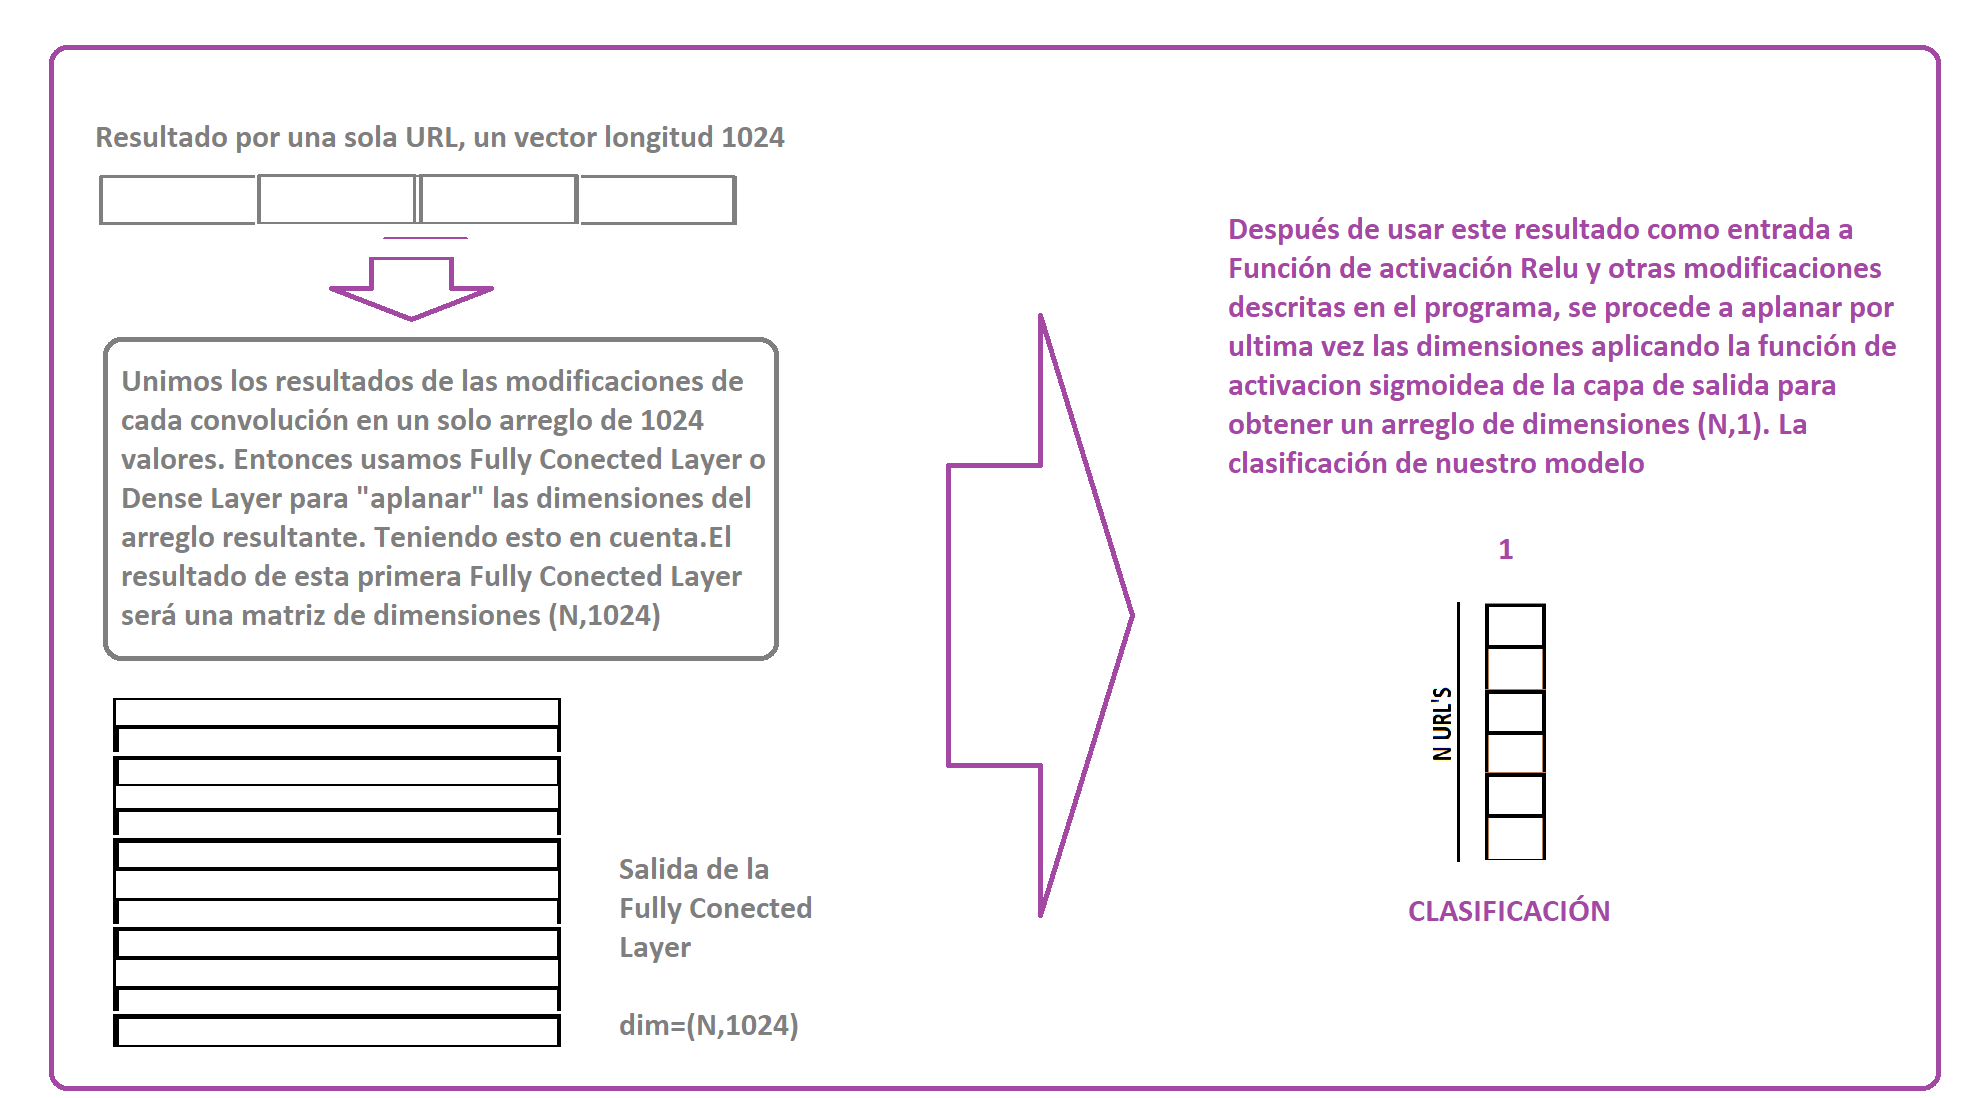 Resultado por una sola URL, un vector longitud 1024
Unimos los resultados de las modificaciones de
cada convolución en un solo arreglo de 1024
valores. Entonces usamos Fully Conected Layer o
Dense Layer para "aplanar" las dimensiones del
arreglo resultante. Teniendo esto en cuenta.El
resultado de esta primera Fully Conected Layer
será una matriz de dimensiones (N,1024)
Salida de la
Fully Conected
Layer
dim=(N,1024)
Después de usar este resultado como entrada a
Función de activación Relu y otras modificaciones
descritas en el programa, se procede a aplanar por
ultima vez las dimensiones aplicando la función de
activacion sigmoidea de la capa de salida para
obtener un arreglo de dimensiones (N,1). La
clasificación de nuestro modelo
1
N URL'S
CLASIFICACIÓN